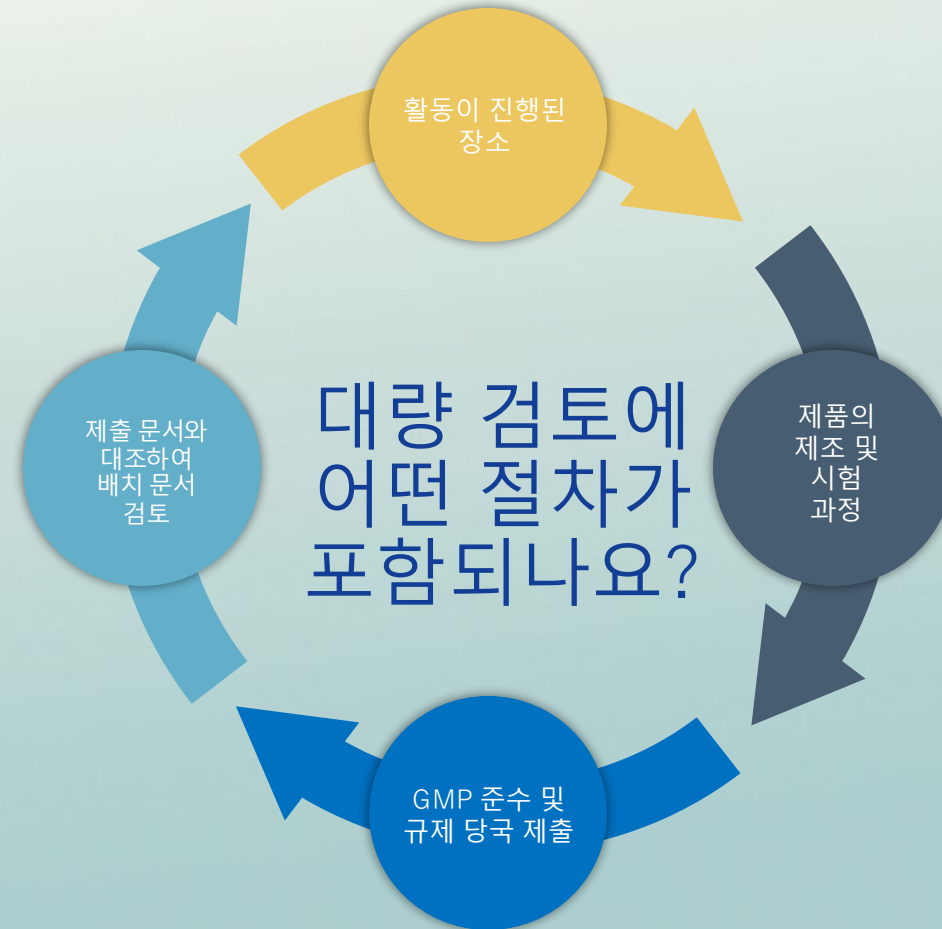 활동이 진행된
장소
대량 검토에
어떤 절차가
포함되나요?
제품의
제조 및
시험
과정
GMP 준수 및
규제 당국 제출
제출 문서와
대조하여
배치 문서
검토